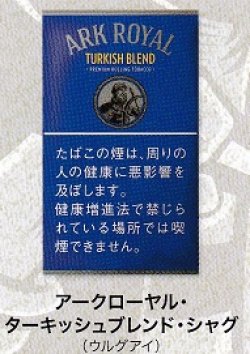 ARK ROYAL
TURKISH BLEND
PREMIUM ROLLING TOBACCO
たばこの煙は、周りの
人の健康に悪影響を
及ぼします。
健康増進法で禁じら
れている場所では喫
煙できません。
アークローヤル・
ターキッシュブレンド・シャグ
(ウルグアイ)